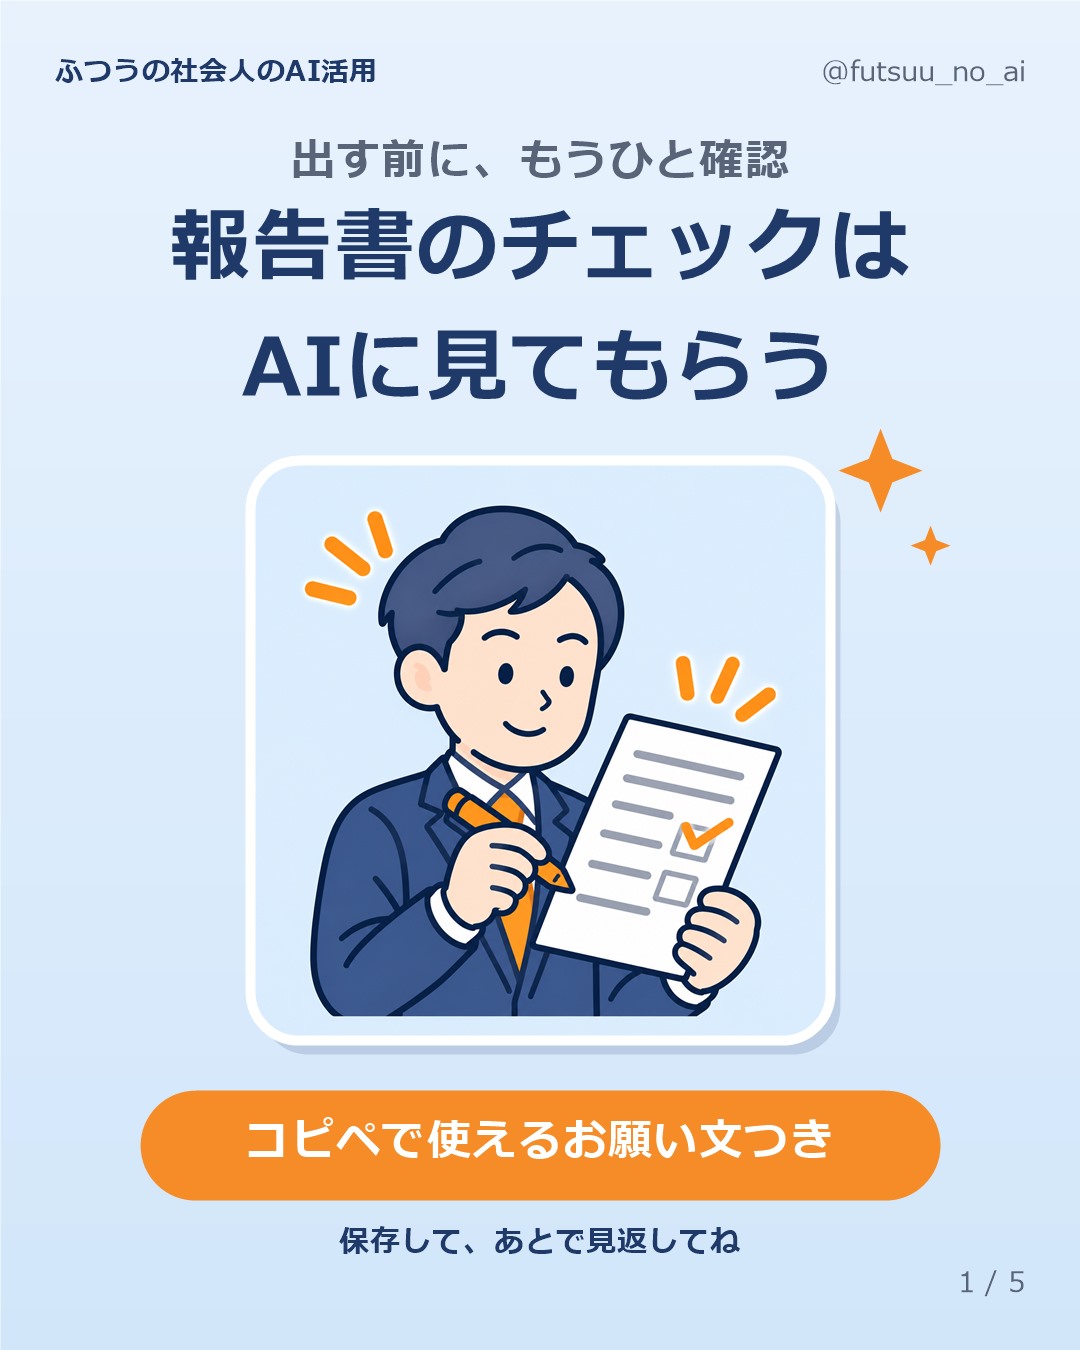 ふつうの社会人のAI活用
@futsuu_no_ai
出す前に、もうひと確認
報告書のチェックは
AIに見てもらう
コピペで使えるお願い文つき
保存して、あとで見返してね
1 / 5